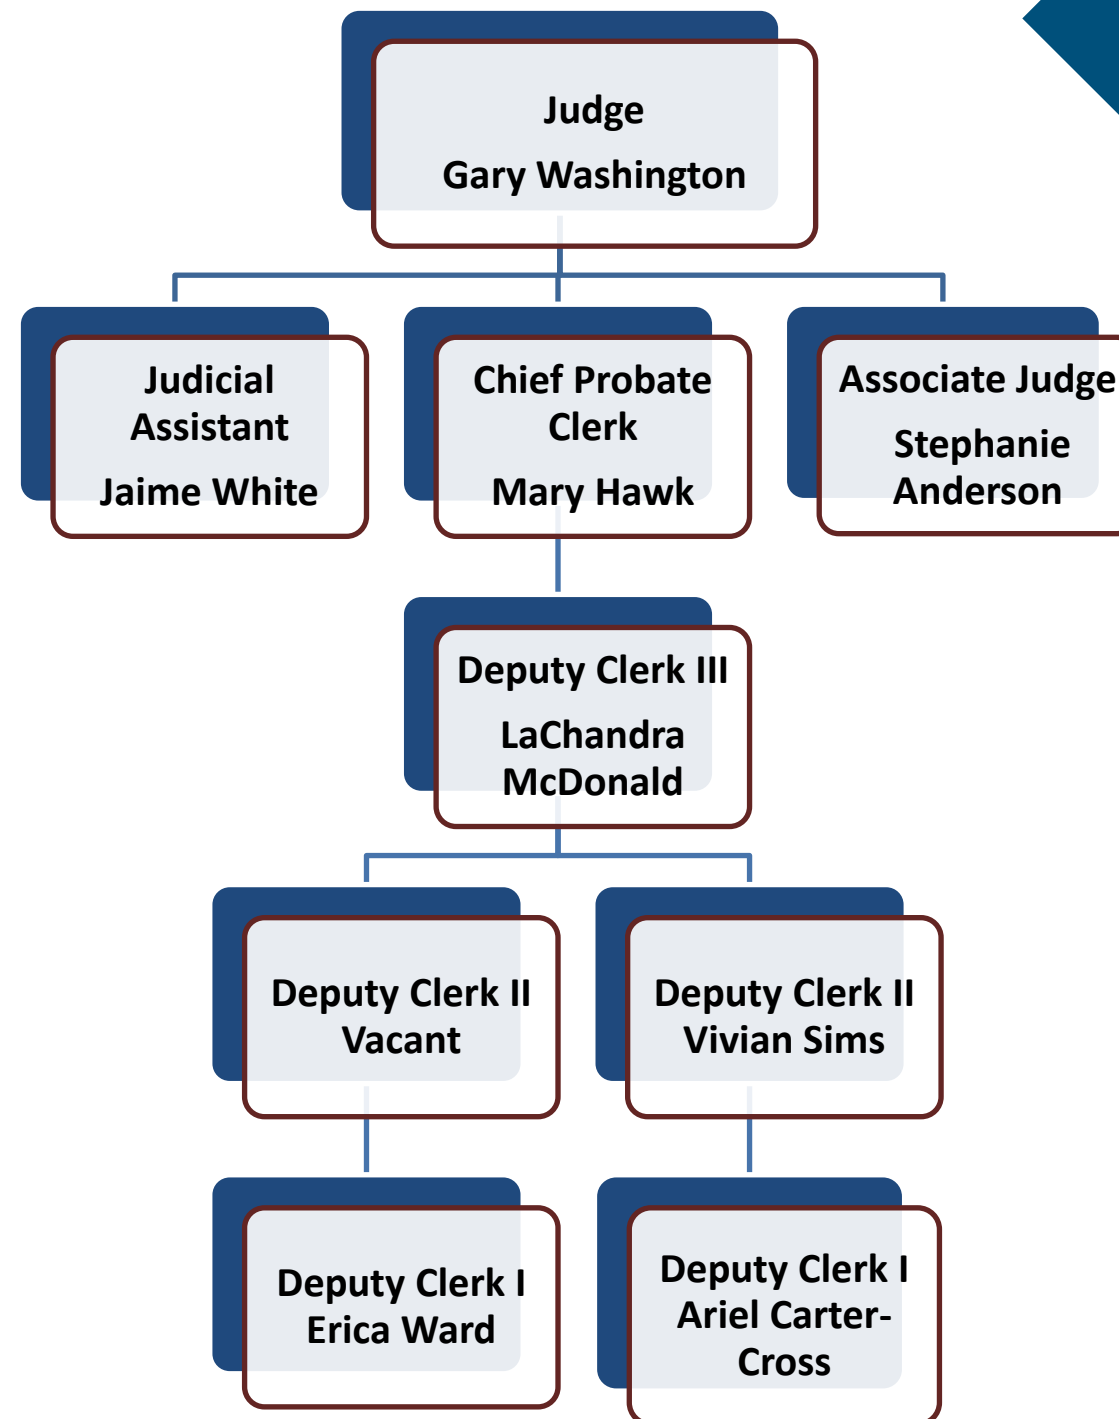 Judge
Gary Washington
Judicial
Assistant
Jaime White
Chief Probate
Clerk
Mary Hawk
Associate Judge
Stephanie
Anderson
Deputy Clerk III
LaChandra
McDonald
Deputy Clerk II
Vacant
Deputy Clerk II
Vivian Sims
Deputy Clerk I
Erica Ward
Deputy Clerk I
Ariel Carter-
Cross